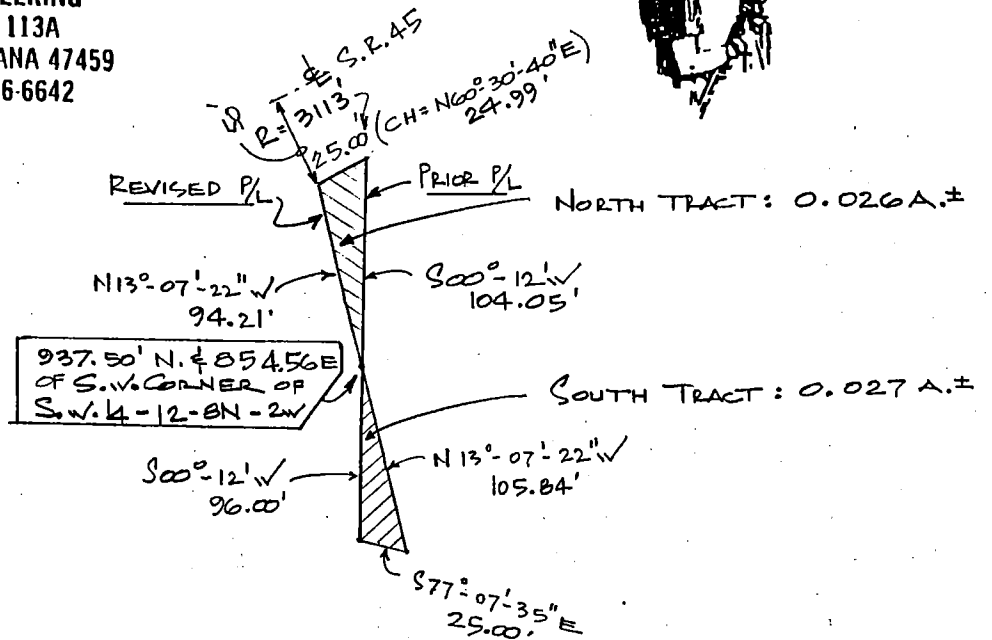 113A
ANA 47459
6-6642
℄ S.R. 45
R = 3113'
25.00' (CH = N60°-30'-40"E)
24.99'
REVISED P/L
PRIOR P/L
NORTH TRACT: 0.026 A.±
N13°-07'-22"W
94.21'
S00°-12'W
104.05'
937.50' N. & 854.56E
OF S.W. CORNER OF
S.W. ¼ - 12 - 8N - 2W
SOUTH TRACT: 0.027 A.±
S00°-12'W
96.00'
N 13°-07'-22"W
105.84'
S77°-07'-35"E
25.00'